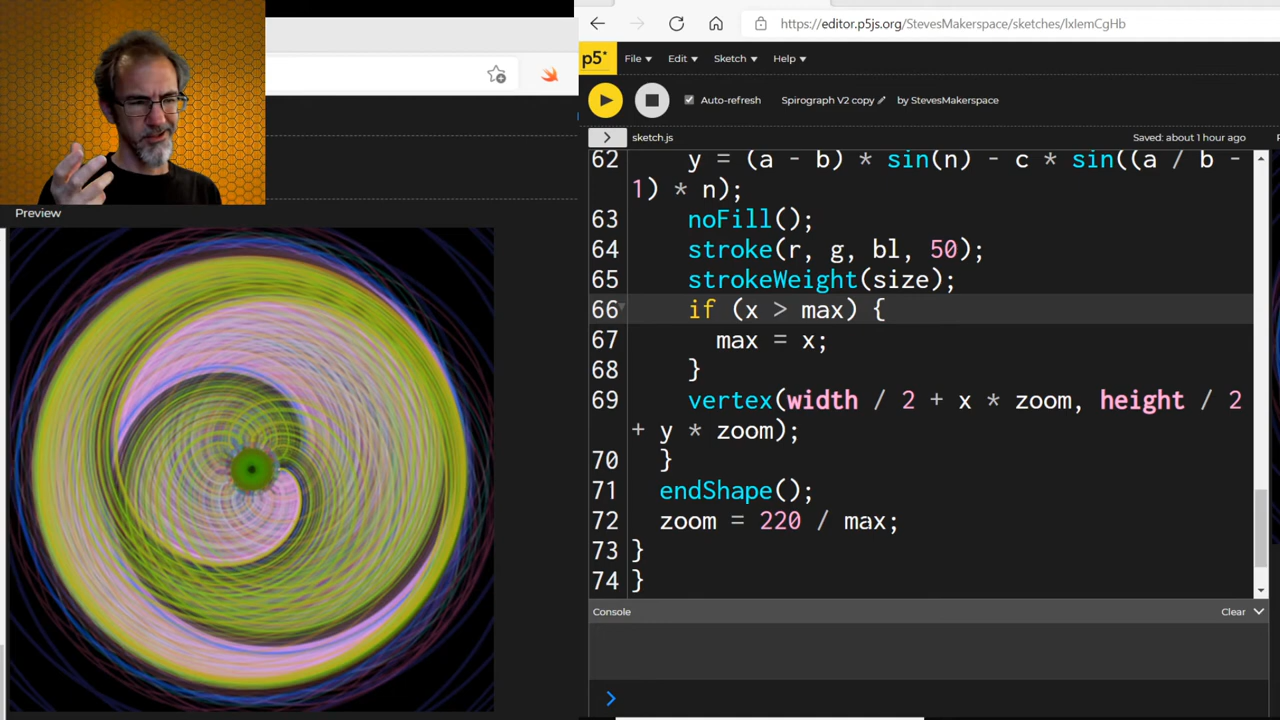 https://editor.p5js.org/StevesMakerspace/sketches/lxIemCgHb
p5* File Edit Sketch Help
Auto-refresh Spirograph V2 copy by StevesMakerspace
sketch.js Saved: about 1 hour ago
Preview
62 y = (a - b) * sin(n) - c * sin((a / b -
1) * n);
63 noFill();
64 stroke(r, g, bl, 50);
65 strokeWeight(size);
66 if (x > max) {
67 max = x;
68 }
69 vertex(width / 2 + x * zoom, height / 2
+ y * zoom);
70 }
71 endShape();
72 zoom = 220 / max;
73 }
74 }
Console Clear
>